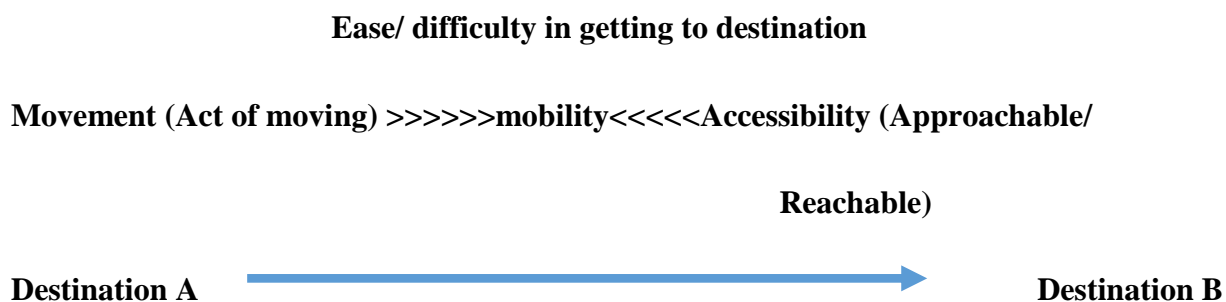 Ease/ difficulty in getting to destination
Movement (Act of moving) >>>>>>mobility<<<<<Accessibility (Approachable/
Reachable)
Destination A Destination B